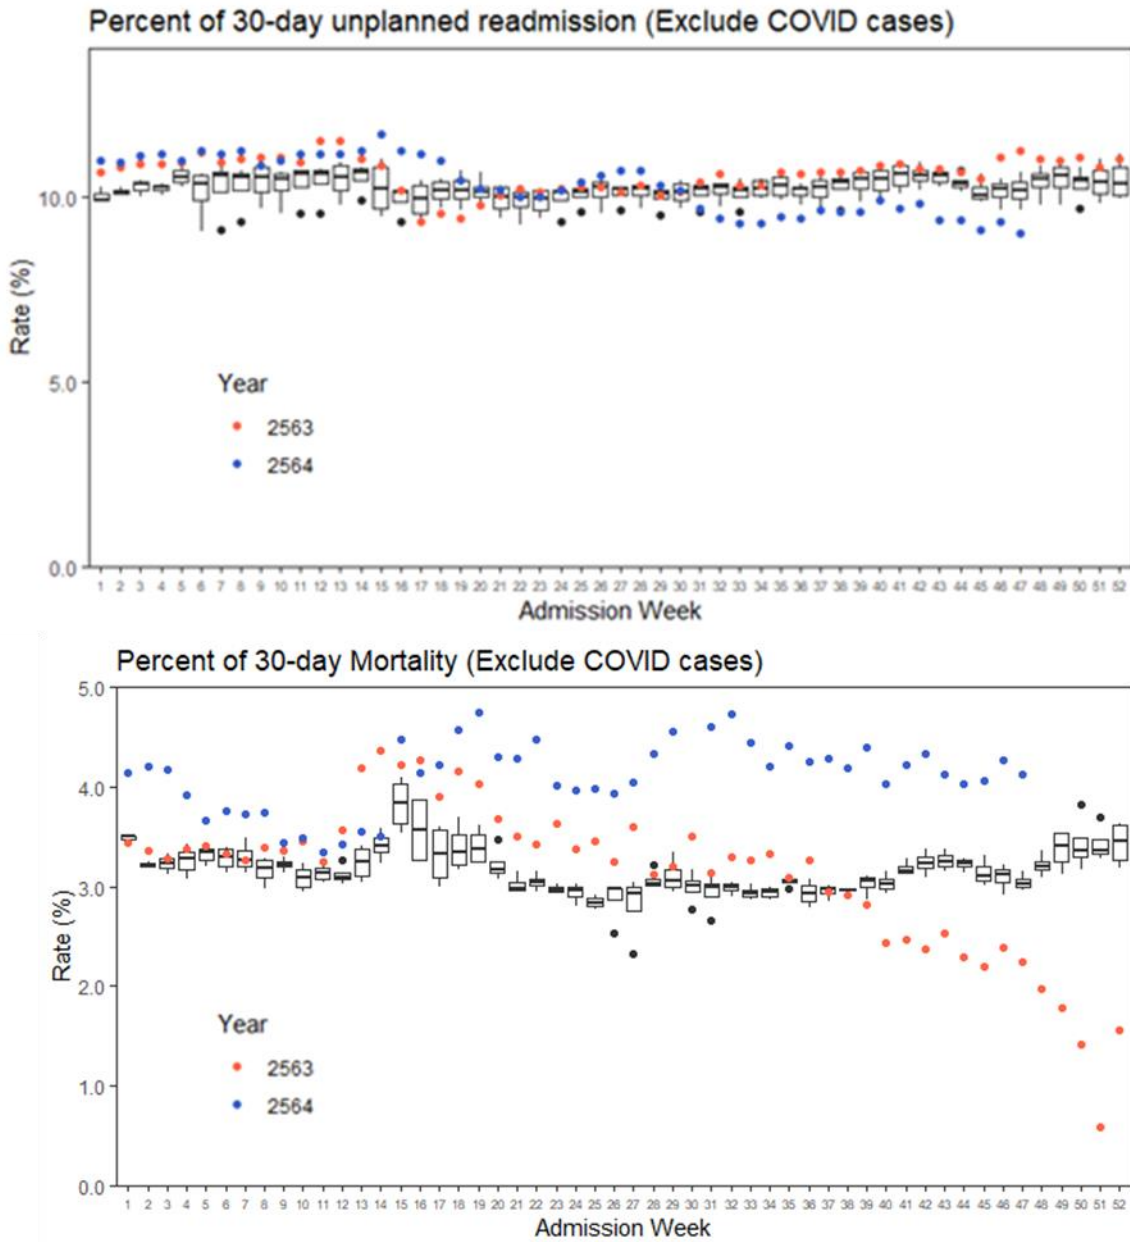 Percent of 30-day unplanned readmission (Exclude COVID cases)
10.0
Rate (%)
5.0
Year
2563
2564
0.0
1 2 3 4 5 6 7 8 9 10 11 12 13 14 15 16 17 18 19 20 21 22 23 24 25 26 27 28 29 30 31 32 33 34 35 36 37 38 39 40 41 42 43 44 45 46 47 48 49 50 51 52
Admission Week
Percent of 30-day Mortality (Exclude COVID cases)
5.0
4.0
3.0
Rate (%)
2.0
Year
2563
2564
1.0
0.0
1 2 3 4 5 6 7 8 9 10 11 12 13 14 15 16 17 18 19 20 21 22 23 24 25 26 27 28 29 30 31 32 33 34 35 36 37 38 39 40 41 42 43 44 45 46 47 48 49 50 51 52
Admission Week